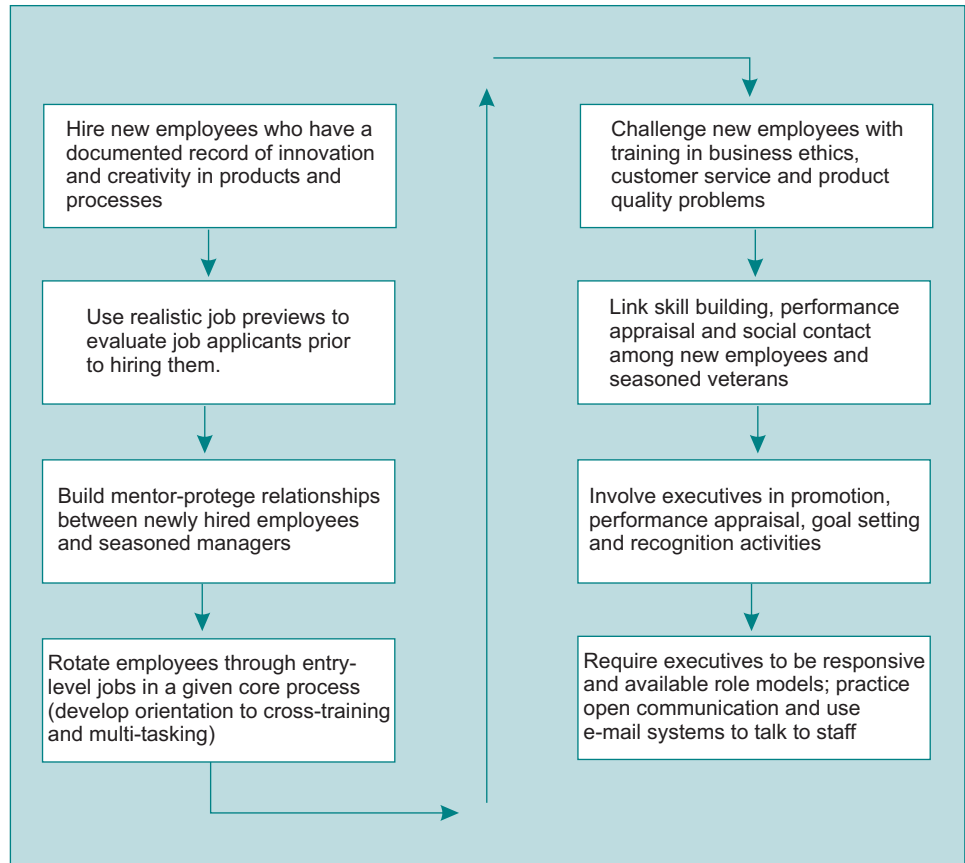 Hire new employees who have a
documented record of innovation
and creativity in products and
processes
Use realistic job previews to
evaluate job applicants prior
to hiring them.
Build mentor-protege relationships
between newly hired employees
and seasoned managers
Rotate employees through entry-
level jobs in a given core process
(develop orientation to cross-training
and multi-tasking)
Challenge new employees with
training in business ethics,
customer service and product
quality problems
Link skill building, performance
appraisal and social contact
among new employees and
seasoned veterans
Involve executives in promotion,
performance appraisal, goal setting
and recognition activities
Require executives to be responsive
and available role models; practice
open communication and use
e-mail systems to talk to staff